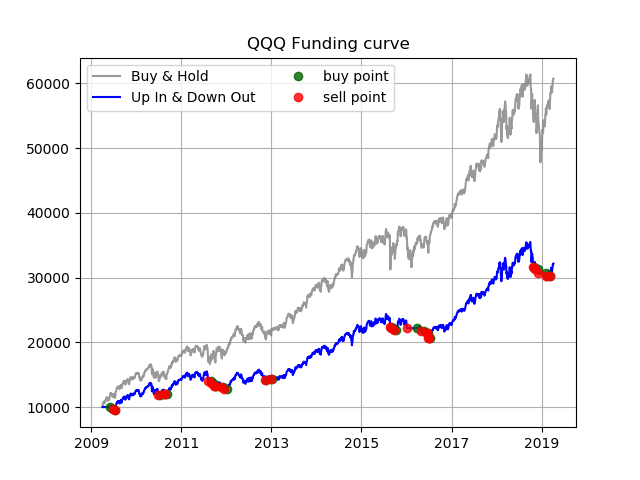 QQQ Funding curve
Buy & Hold
Up In & Down Out
buy point
sell point
60000
50000
40000
30000
20000
10000
2009 2011 2013 2015 2017 2019